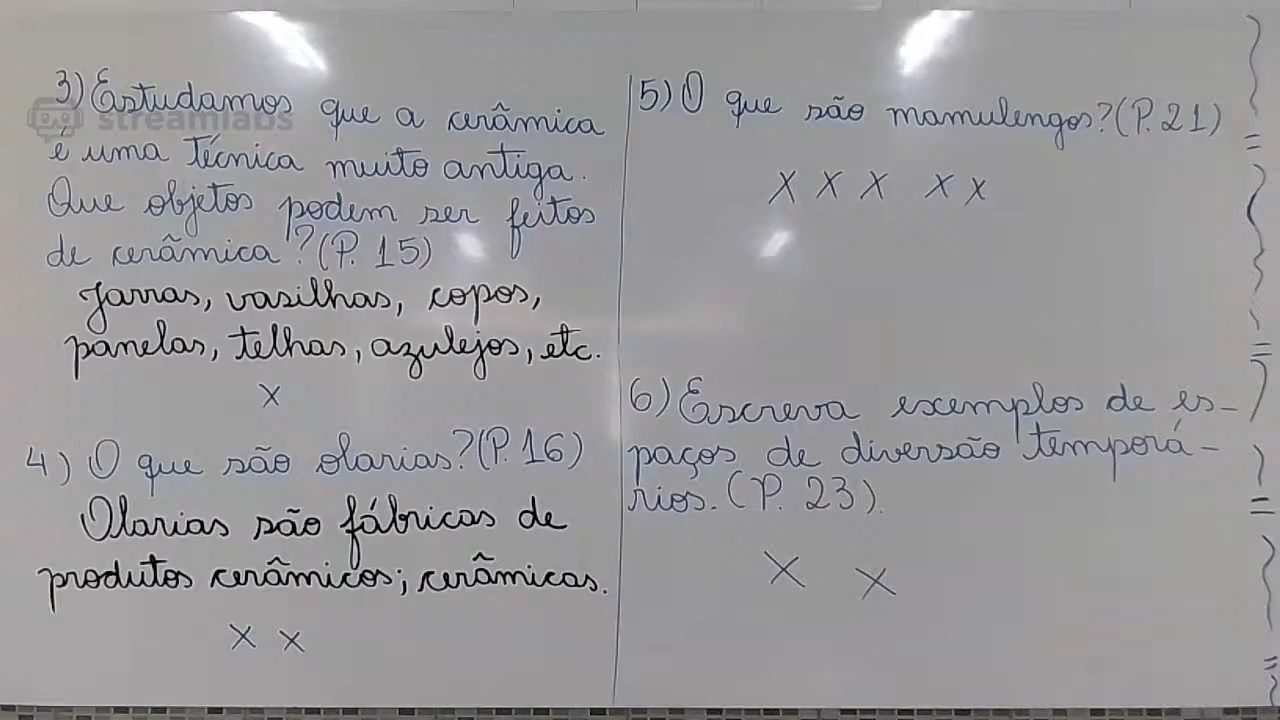 3) Estudamos que a cerâmica
é uma técnica muito antiga.
Que objetos podem ser feitos
de cerâmica? (P. 15)
Jarras, vasilhas, copos,
panelas, telhas, azulejos, etc.
X
4) O que são olarias? (P. 16)
Olarias são fábricas de
produtos cerâmicos; cerâmicas.
X X
5) O que são mamulengos? (P. 21)
X X X X X
6) Escreva exemplos de es-
paços de diversão temporá-
rios. (P. 23).
X X
streamlabs